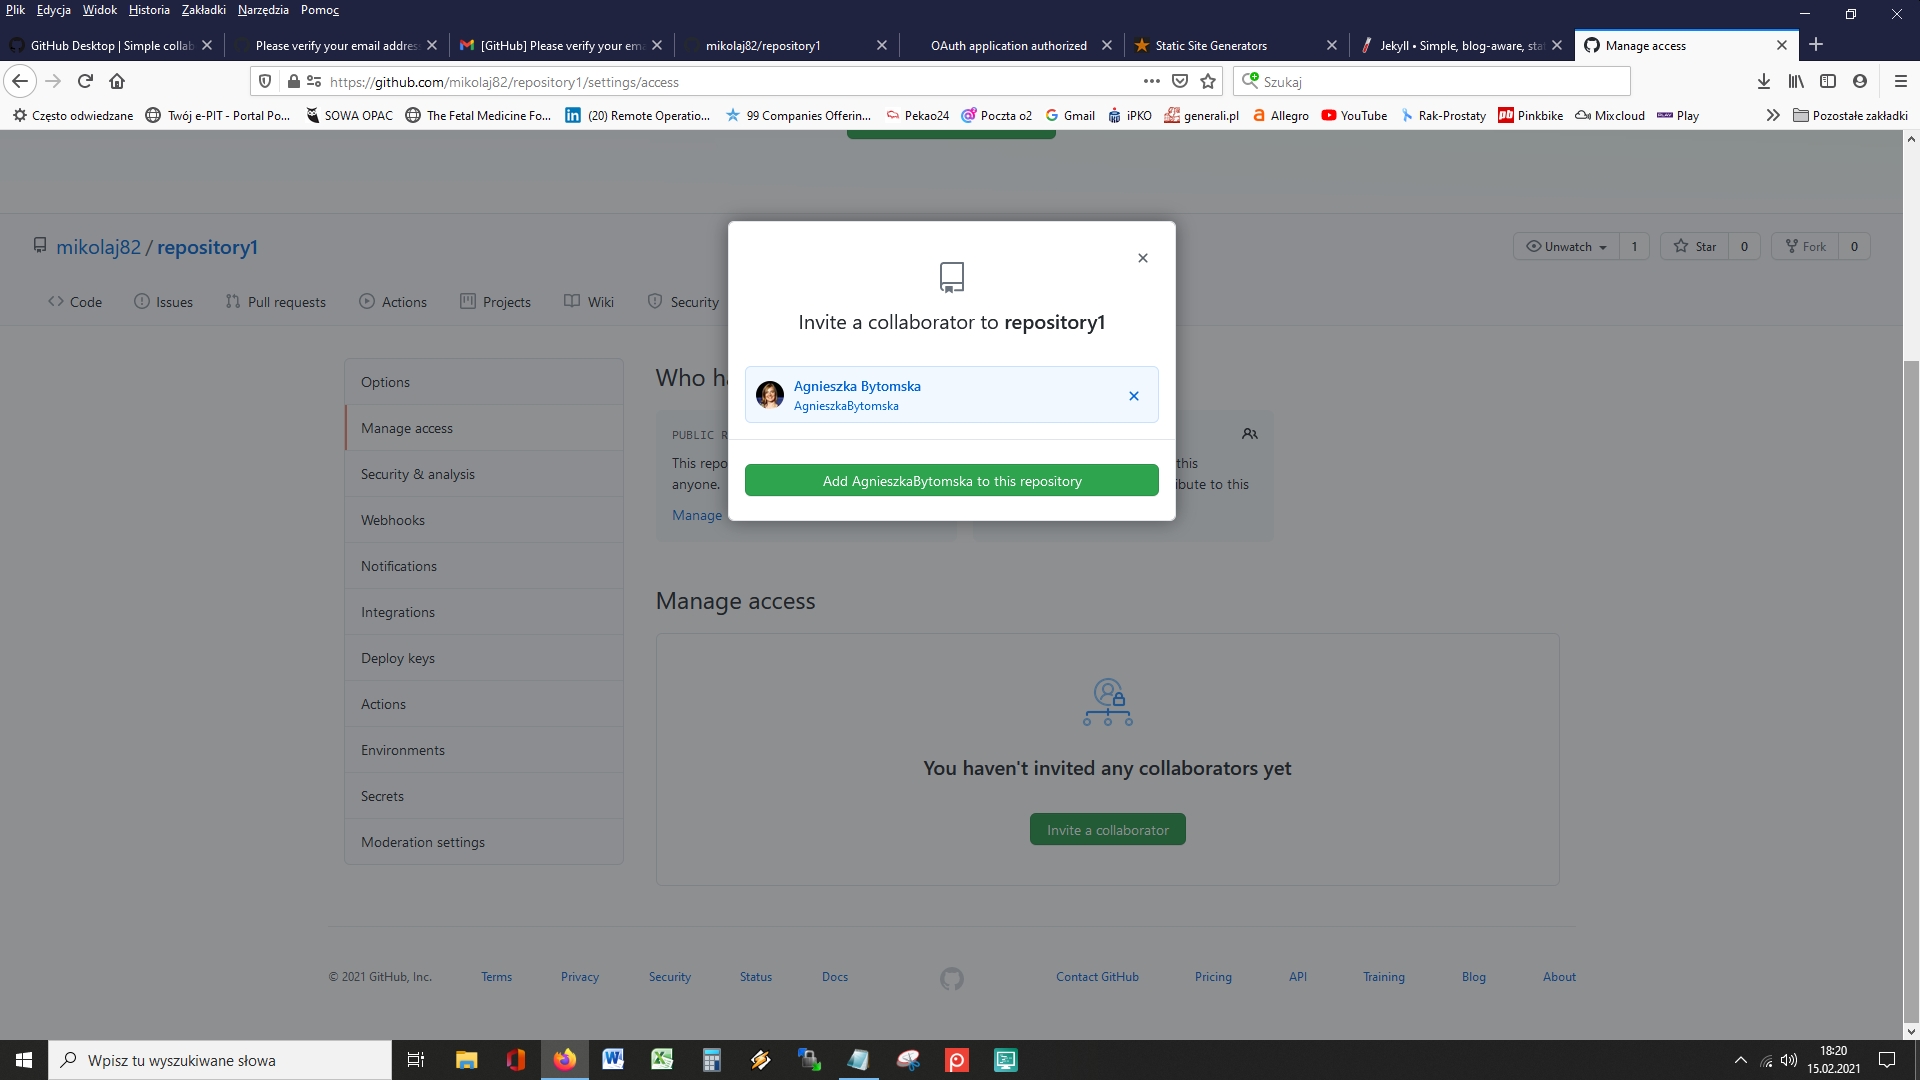 Plik Edycja Widok Historia Zakładki Narzędzia Pomoc
GitHub Desktop | Simple collab
Please verify your email addres
[GitHub] Please verify your ema
mikolaj82/repository1
OAuth application authorized
Static Site Generators
Jekyll • Simple, blog-aware, stat
Manage access
https://github.com/mikolaj82/repository1/settings/access
Szukaj
Często odwiedzane
Twój e-PIT - Portal Po...
SOWA OPAC
The Fetal Medicine Fo...
(20) Remote Operatio...
99 Companies Offerin...
Pekao24
Poczta o2
Gmail
iPKO
generali.pl
Allegro
YouTube
Rak-Prostaty
Pinkbike
Mixcloud
Play
Pozostałe zakładki
mikolaj82 / repository1
Unwatch 1
Star 0
Fork 0
Code Issues Pull requests Actions Projects Wiki Security
Invite a collaborator to repository1
Agnieszka Bytomska
AgnieszkaBytomska
Add AgnieszkaBytomska to this repository
Options
Manage access
Security & analysis
Webhooks
Notifications
Integrations
Deploy keys
Actions
Environments
Secrets
Moderation settings
Who ha
PUBLIC R
This repo
anyone.
Manage
this
ibute to this
Manage access
You haven't invited any collaborators yet
Invite a collaborator
© 2021 GitHub, Inc. Terms Privacy Security Status Docs Contact GitHub Pricing API Training Blog About
Wpisz tu wyszukiwane słowa
18:20
15.02.2021